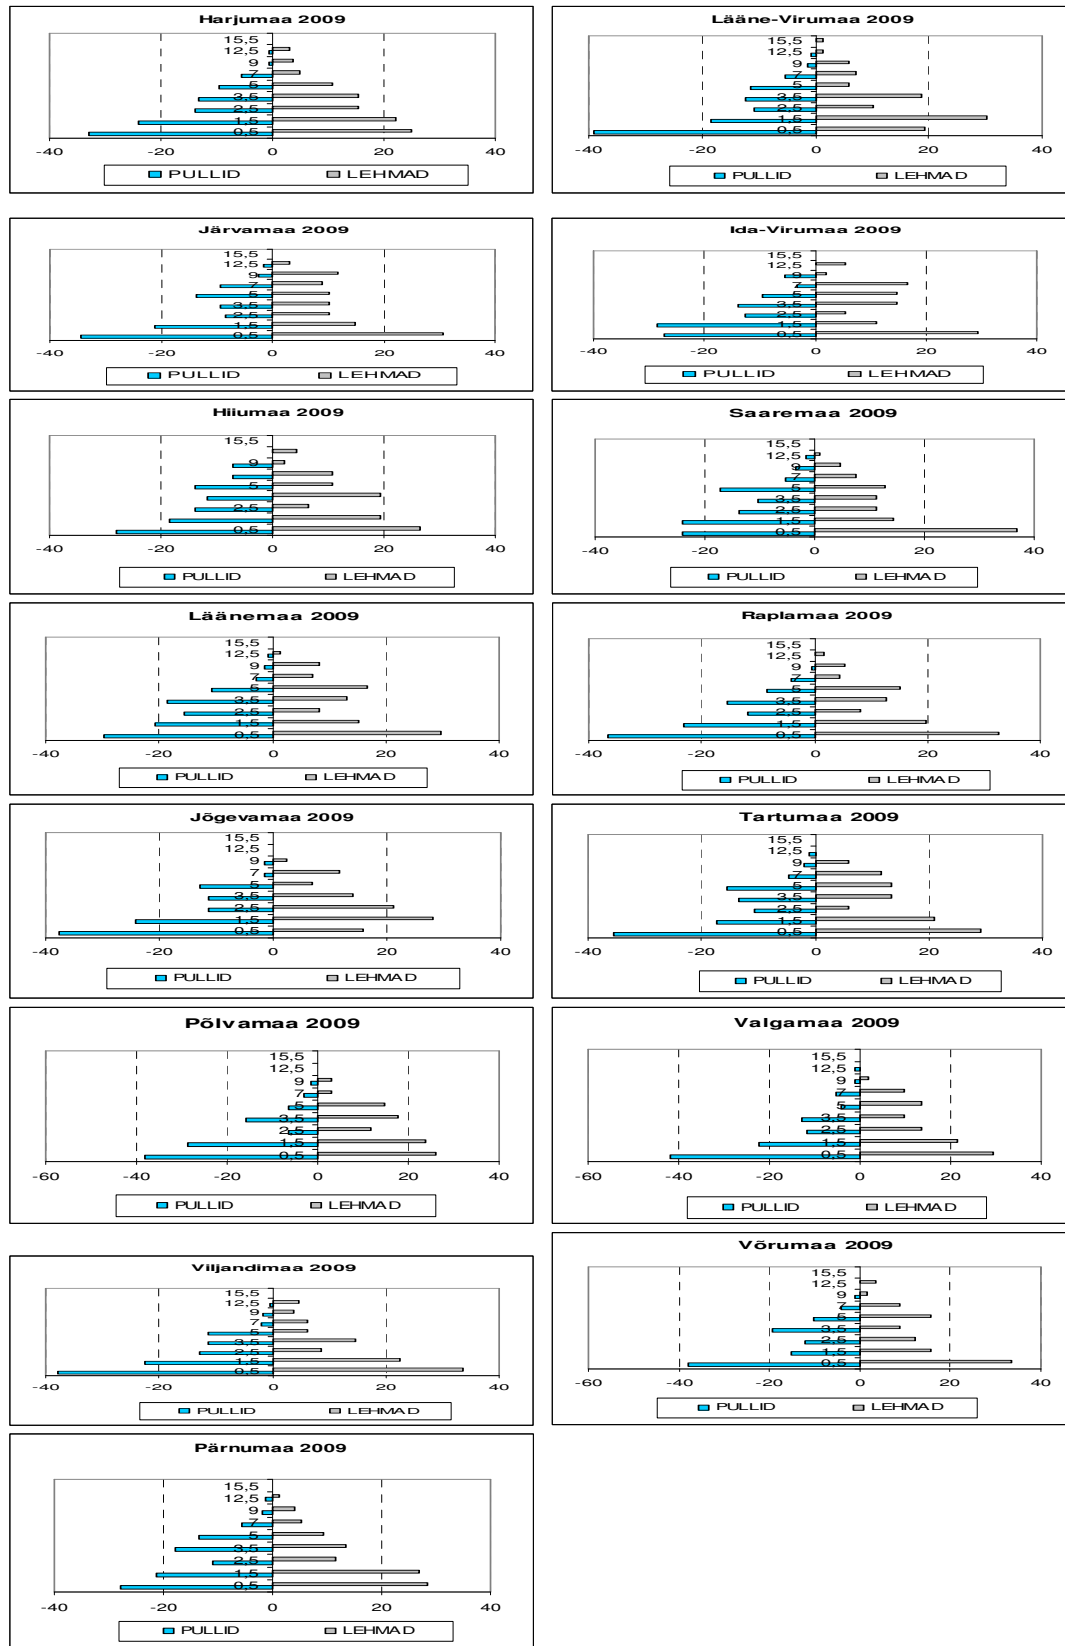 Harjumaa 2009
15,5
12,5
9
7
5
3,5
2,5
1,5
0,5
-40 -20 0 20 40
PULLID LEHMAD
Lääne-Virumaa 2009
15,5
12,5
9
7
5
3,5
2,5
1,5
0,5
-40 -20 0 20 40
PULLID LEHMAD
Järvamaa 2009
15,5
12,5
9
7
5
3,5
2,5
1,5
0,5
-40 -20 0 20 40
PULLID LEHMAD
Ida-Virumaa 2009
15,5
12,5
9
7
5
3,5
2,5
1,5
0,5
-40 -20 0 20 40
PULLID LEHMAD
Hiiumaa 2009
15,5
9
5
2,5
0,5
-40 -20 0 20 40
PULLID LEHMAD
Saaremaa 2009
15,5
12,5
9
7
5
3,5
2,5
1,5
0,5
-40 -20 0 20 40
PULLID LEHMAD
Läänemaa 2009
15,5
12,5
9
7
5
3,5
2,5
1,5
0,5
-40 -20 0 20 40
PULLID LEHMAD
Raplamaa 2009
15,5
12,5
9
7
5
3,5
2,5
1,5
0,5
-40 -20 0 20 40
PULLID LEHMAD
Jõgevamaa 2009
15,5
12,5
9
7
5
3,5
2,5
1,5
0,5
-40 -20 0 20 40
PULLID LEHMAD
Tartumaa 2009
15,5
12,5
9
7
5
3,5
2,5
1,5
0,5
-40 -20 0 20 40
PULLID LEHMAD
Põlvamaa 2009
15,5
12,5
9
7
5
3,5
2,5
1,5
0,5
-60 -40 -20 0 20 40
PULLID LEHMAD
Valgamaa 2009
15,5
12,5
9
7
5
3,5
2,5
1,5
0,5
-60 -40 -20 0 20 40
PULLID LEHMAD
Viljandimaa 2009
15,5
12,5
9
7
5
3,5
2,5
1,5
0,5
-40 -20 0 20 40
PULLID LEHMAD
Võrumaa 2009
15,5
12,5
9
7
5
3,5
2,5
1,5
0,5
-60 -40 -20 0 20 40
PULLID LEHMAD
Pärnumaa 2009
15,5
12,5
9
7
5
3,5
2,5
1,5
0,5
-40 -20 0 20 40
PULLID LEHMAD